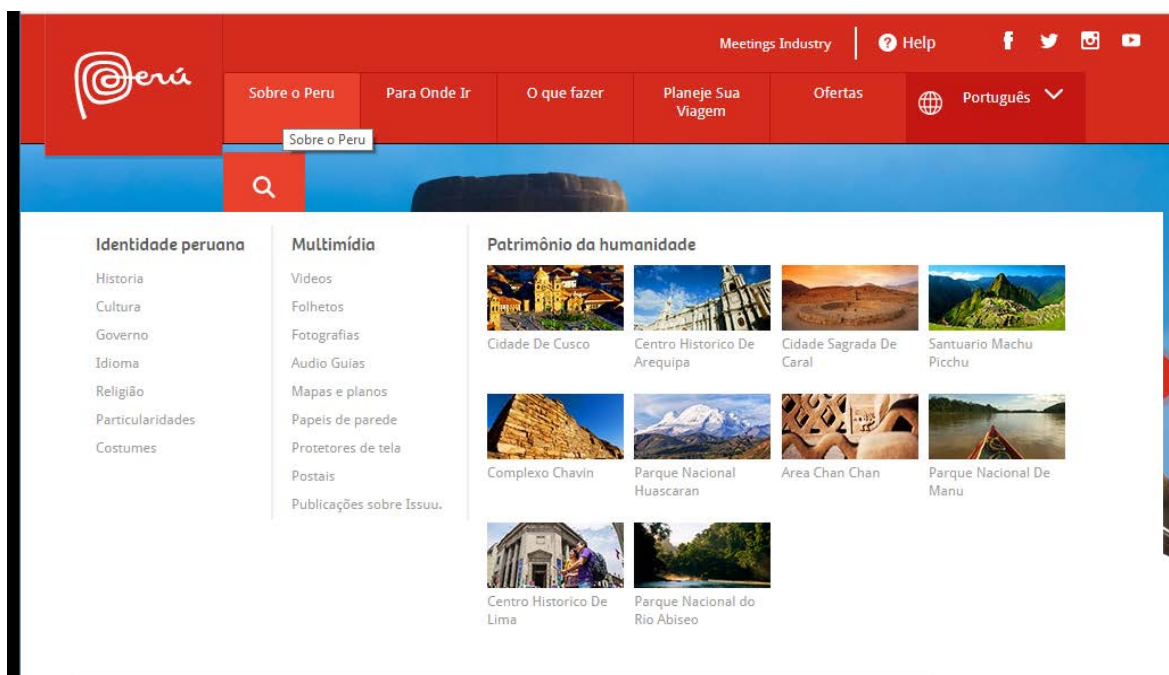 Perú
Meetings Industry
Help
Sobre o Peru
Para Onde Ir
O que fazer
Planeje Sua
Viagem
Ofertas
Português
Sobre o Peru
Identidade peruana
Historia
Cultura
Governo
Idioma
Religião
Particularidades
Costumes
Multimídia
Videos
Folhetos
Fotografias
Audio Guias
Mapas e planos
Papeis de parede
Protetores de tela
Postais
Publicações sobre Issuu.
Patrimônio da humanidade
Cidade De Cusco
Centro Historico De
Arequipa
Cidade Sagrada De
Caral
Santuario Machu
Picchu
Complexo Chavin
Parque Nacional
Huascaran
Area Chan Chan
Parque Nacional De
Manu
Centro Historico De
Lima
Parque Nacional do
Rio Abiseo